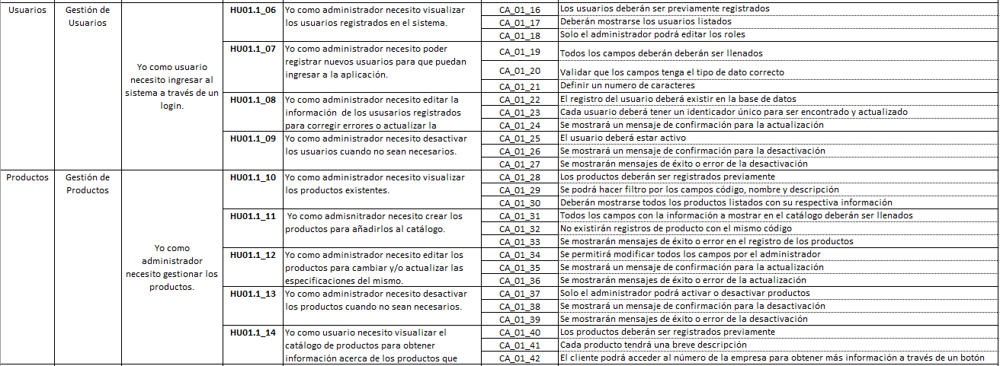 Usuarios
Gestión de
Usuarios
Yo como usuario
necesito ingresar al
sistema a través de un
login.
HU01.1_06
Yo como administrador necesito visualizar
los usuarios registrados en el sistema.
CA_01_16
Los usuarios deberán ser previamente registrados
CA_01_17
Deberán mostrarse los usuarios listados
CA_01_18
Solo el administrador podrá editar los roles
HU01.1_07
Yo como administrador necesito poder
registrar nuevos usuarios para que puedan
ingresar a la aplicación.
CA_01_19
Todos los campos deberán deberán ser llenados
CA_01_20
Validar que los campos tenga el tipo de dato correcto
CA_01_21
Definir un numero de caracteres
HU01.1_08
Yo como administrador necesito editar la
información  de los ususarios registrados
para corregir errores o actualizar la
CA_01_22
El registro del usuario deberá existir en la base de datos
CA_01_23
Cada usuario deberá tener un identicador único para ser encontrado y actualizado
CA_01_24
Se mostrará un mensaje de confirmación para la actualización
HU01.1_09
Yo como administrador necesito desactivar
los usuarios cuando no sean necesarios.
CA_01_25
El usuario deberá estar activo
CA_01_26
Se mostrará un mensaje de confirmación para la desactivación
CA_01_27
Se mostrarán mensajes de éxito o error de la desactivación
Productos
Gestión de
Productos
Yo como
administrador
necesito gestionar los
productos.
HU01.1_10
Yo como administrador necesito visualizar
los productos existentes.
CA_01_28
Los productos deberán ser registrados previamente
CA_01_29
Se podrá hacer filtro por los campos código, nombre y descripción
CA_01_30
Deberán mostrarse todos los productos listados con su respectiva información
HU01.1_11
Yo como admisnitrador necesito crear los
productos para añadirlos al catálogo.
CA_01_31
Todos los campos con la información a mostrar en el catálogo deberán ser llenados
CA_01_32
No existirán registros de producto con el mismo código
CA_01_33
Se mostrarán mensajes de éxito o error en el registro de los productos
HU01.1_12
Yo como administrador necesito editar los
productos para cambiar y/o actualizar las
especificaciones del mismo.
CA_01_34
Se permitirá modificar todos los campos por el administrador
CA_01_35
Se mostrará un mensaje de confirmación para la actualización
CA_01_36
Se mostrarán mensajes de éxito o error de la actualización
HU01.1_13
Yo como administrador necesito desactivar
los productos cuando no sean necesarios.
CA_01_37
Solo el administrador podrá activar o desactivar productos
CA_01_38
Se mostrará un mensaje de confirmación para la desactivación
CA_01_39
Se mostrarán mensajes de éxito o error de la desactivación
HU01.1_14
Yo como usuario necesito visualizar el
catálogo de productos para obtener
información acerca de los productos que
CA_01_40
Los productos deberán ser registrados previamente
CA_01_41
Cada producto tendrá una breve descripción
CA_01_42
El cliente podrá acceder al número de la empresa para obtener más información a través de un botón